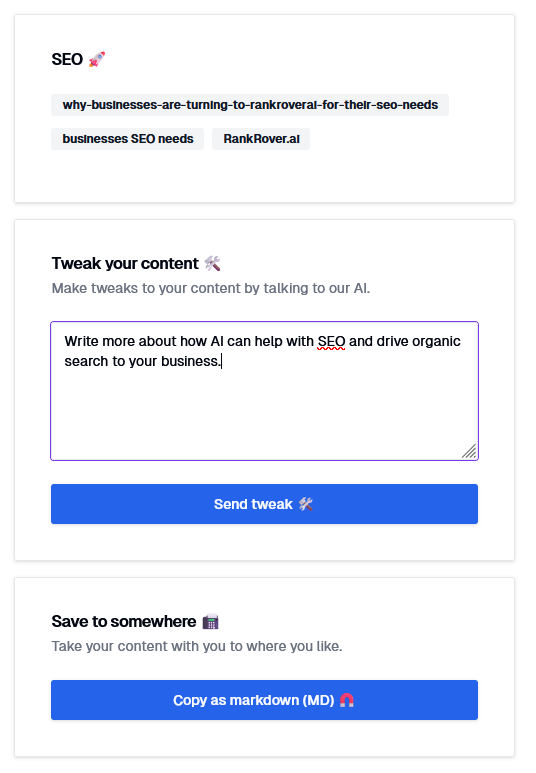 SEO 🚀
why-businesses-are-turning-to-rankroverai-for-their-seo-needs
businesses SEO needs RankRover.ai
Tweak your content 🛠️
Make tweaks to your content by talking to our AI.
Write more about how AI can help with SEO and drive organic
search to your business.
Send tweak 🛠️
Save to somewhere 📠
Take your content with you to where you like.
Copy as markdown (MD) 🧲